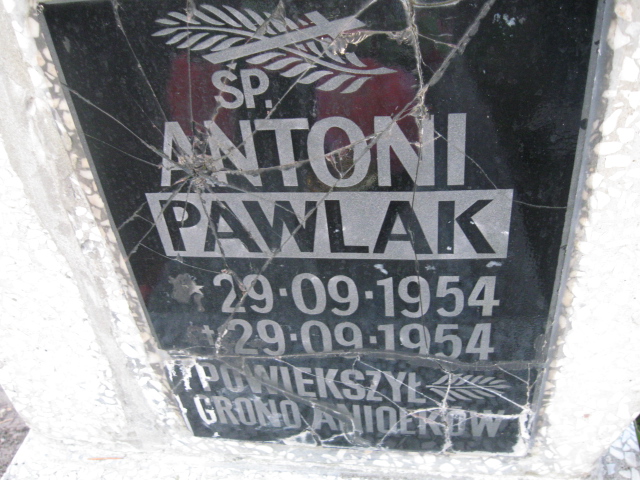 ŚP.
ANTONI
PAWLAK
* 29·09·1954
+ 29·09·1954
POWIĘKSZYŁ
GRONO ANIOŁKÓW